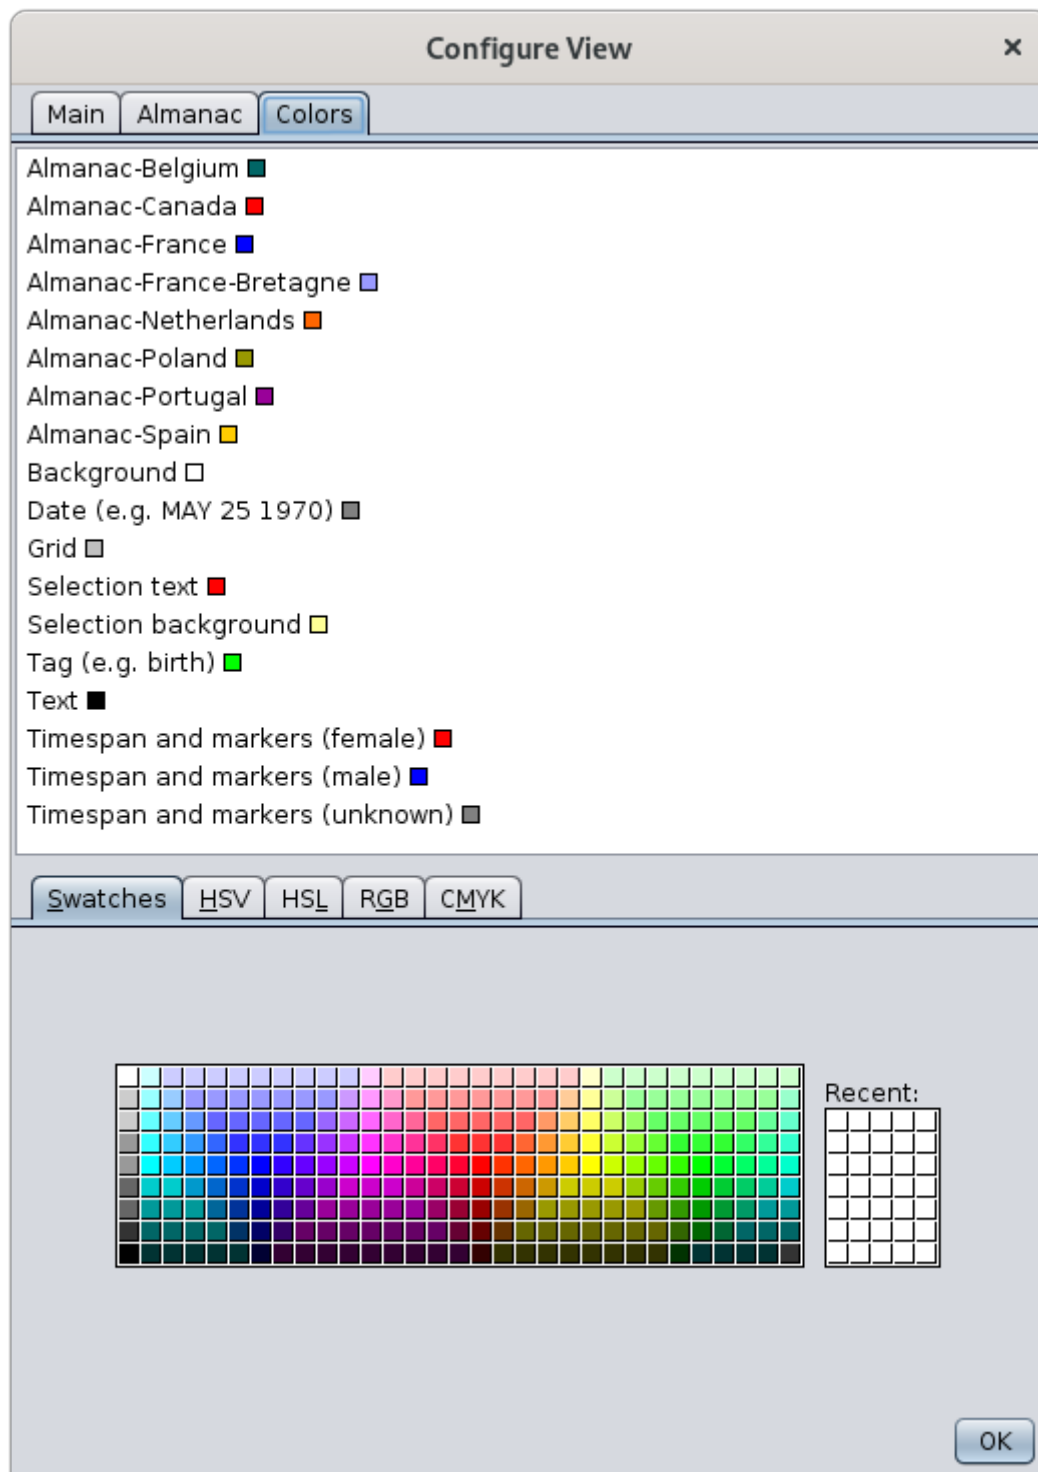 Configure View
Main Almanac Colors
Almanac-Belgium
Almanac-Canada
Almanac-France
Almanac-France-Bretagne
Almanac-Netherlands
Almanac-Poland
Almanac-Portugal
Almanac-Spain
Background
Date (e.g. MAY 25 1970)
Grid
Selection text
Selection background
Tag (e.g. birth)
Text
Timespan and markers (female)
Timespan and markers (male)
Timespan and markers (unknown)
Swatches HSV HSL RGB CMYK
Recent:
OK